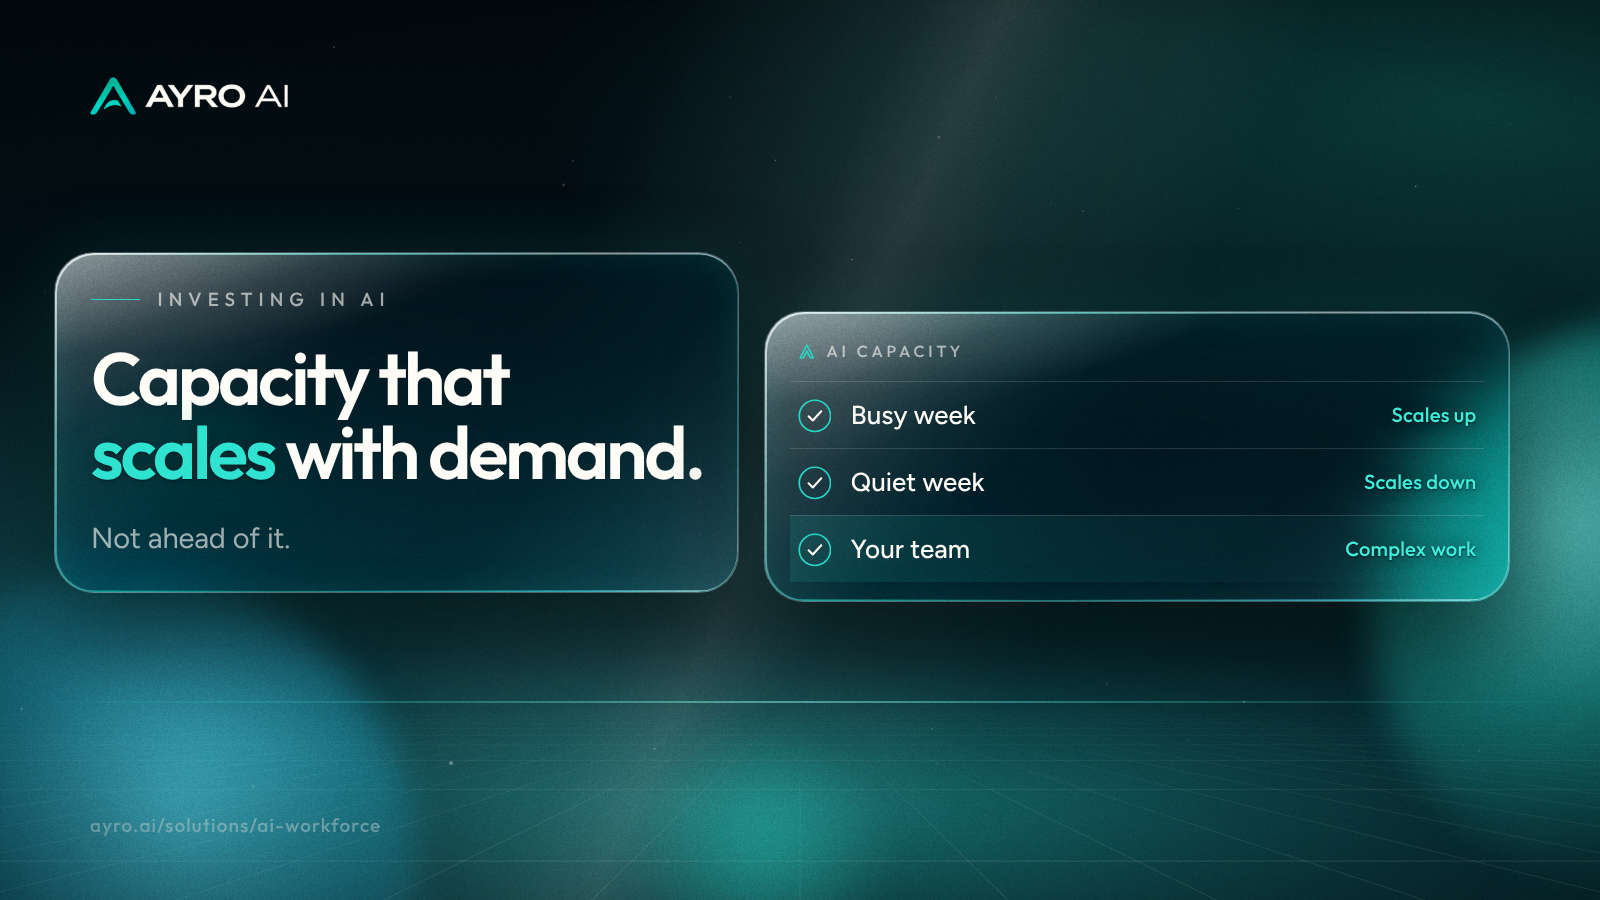 AYRO AI
INVESTING IN AI
Capacity that
scales with demand.
Not ahead of it.
AI CAPACITY
Busy week Scales up
Quiet week Scales down
Your team Complex work
ayro.ai/solutions/ai-workforce